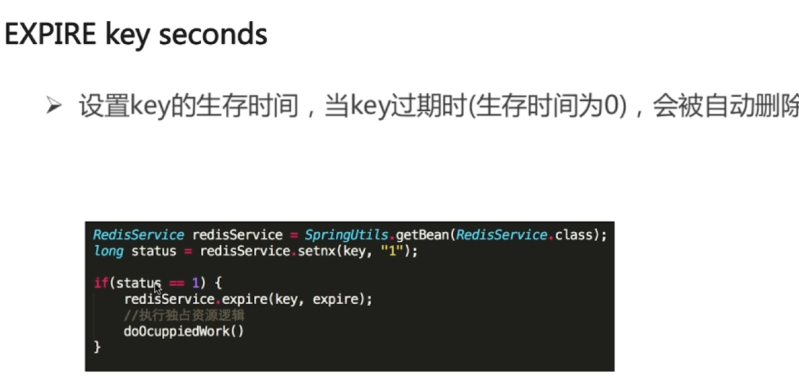 EXPIRE key seconds
➢ 设置key的生存时间，当key过期时(生存时间为0)，会被自动删除
RedisService redisService = SpringUtils.getBean(RedisService.class);
long status = redisService.setnx(key, "1");
if(status == 1) {
redisService.expire(key, expire);
//执行独占资源逻辑
doOcuppiedWork()
}